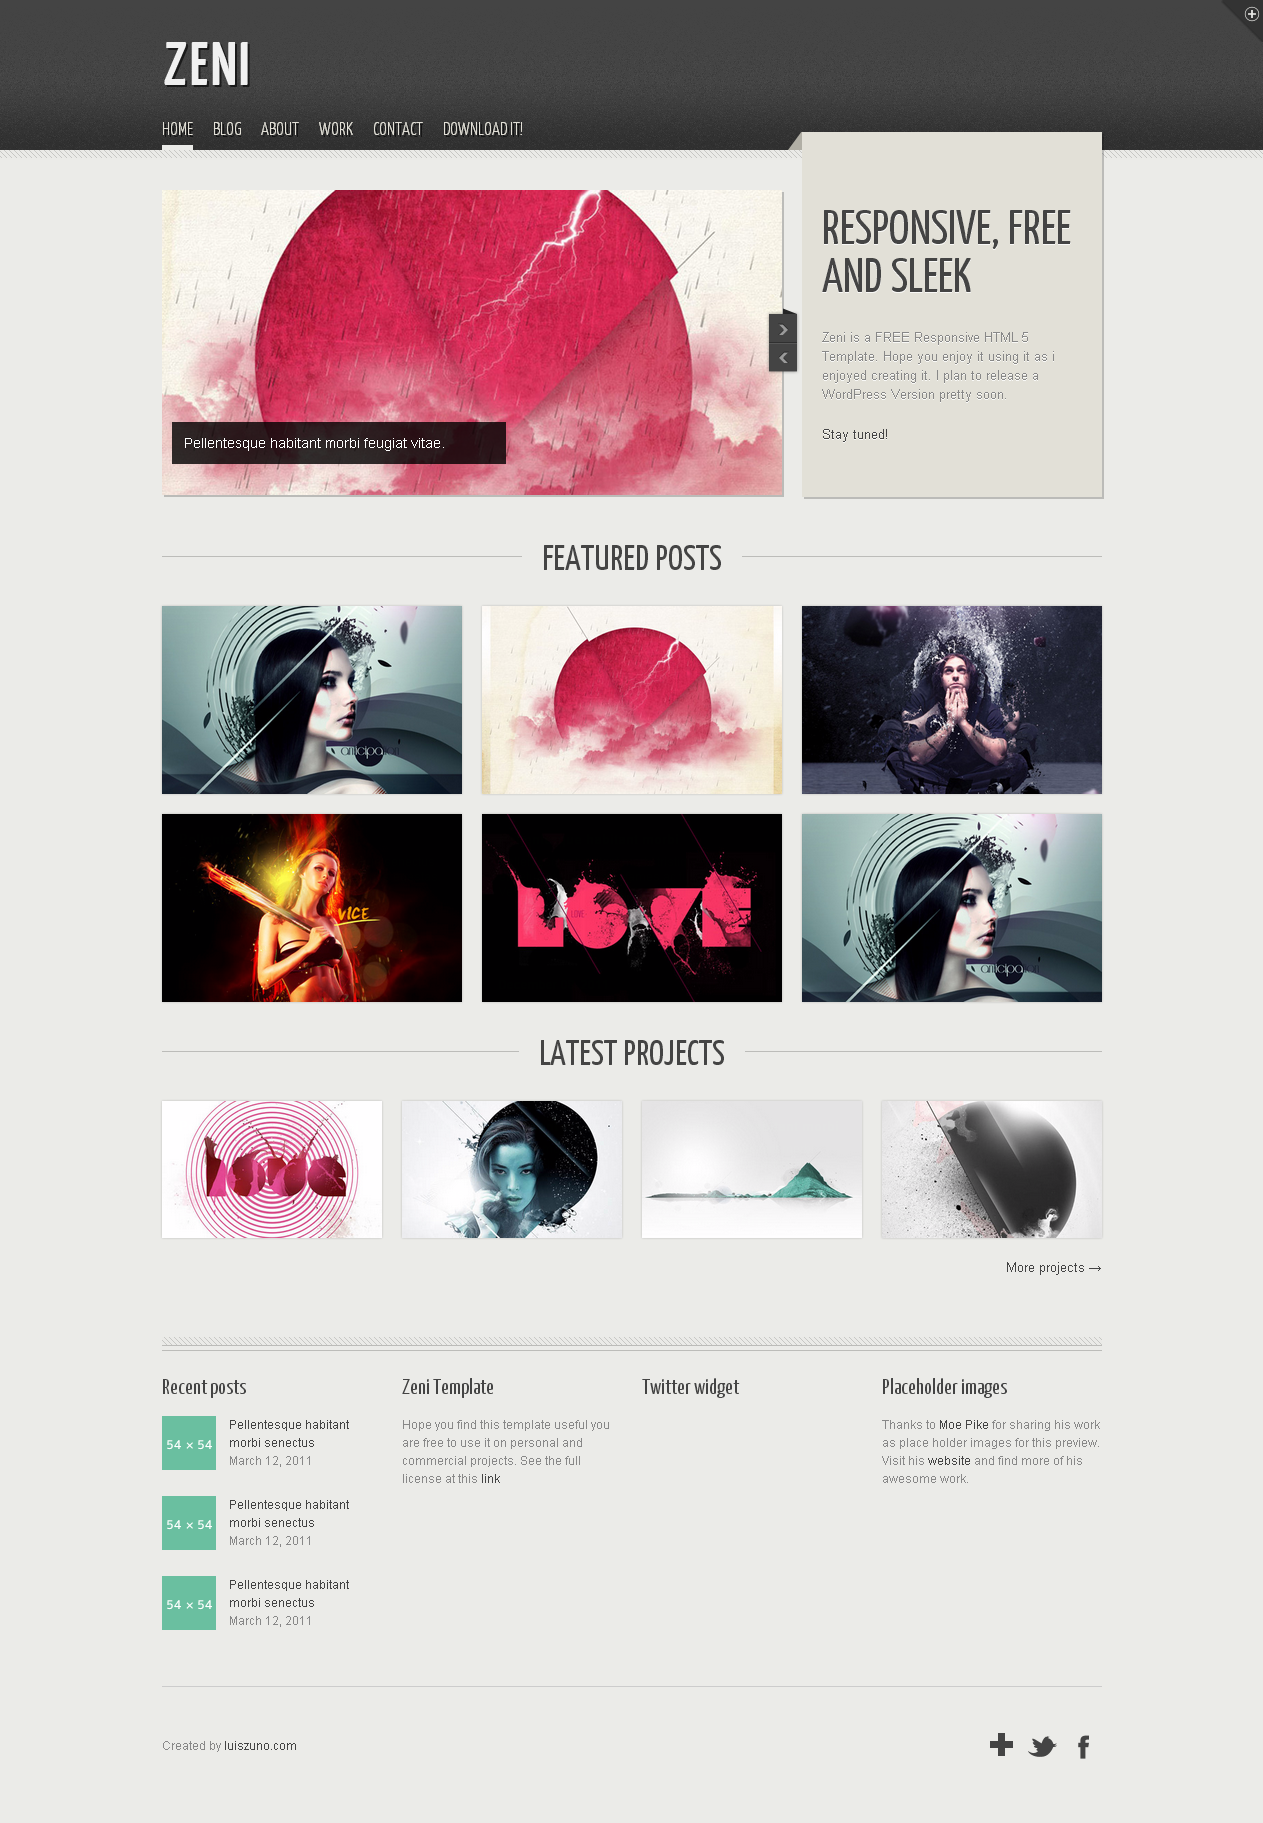 ZENI
HOME BLOG ABOUT WORK CONTACT DOWNLOAD IT!
RESPONSIVE, FREE
AND SLEEK
Zeni is a FREE Responsive HTML 5
Template. Hope you enjoy it using it as i
enjoyed creating it. I plan to release a
WordPress Version pretty soon.
Stay tuned!
Pellentesque habitant morbi feugiat vitae.
FEATURED POSTS
anticipation
VICE
LOVE
LOVE
anticipation
LATEST PROJECTS
love
More projects →
Recent posts
54 × 54
Pellentesque habitant
morbi senectus
March 12, 2011
54 × 54
Pellentesque habitant
morbi senectus
March 12, 2011
54 × 54
Pellentesque habitant
morbi senectus
March 12, 2011
Zeni Template
Hope you find this template useful you
are free to use it on personal and
commercial projects. See the full
license at this link
Twitter widget
Placeholder images
Thanks to Moe Pike for sharing his work
as place holder images for this preview.
Visit his website and find more of his
awesome work.
Created by luiszuno.com